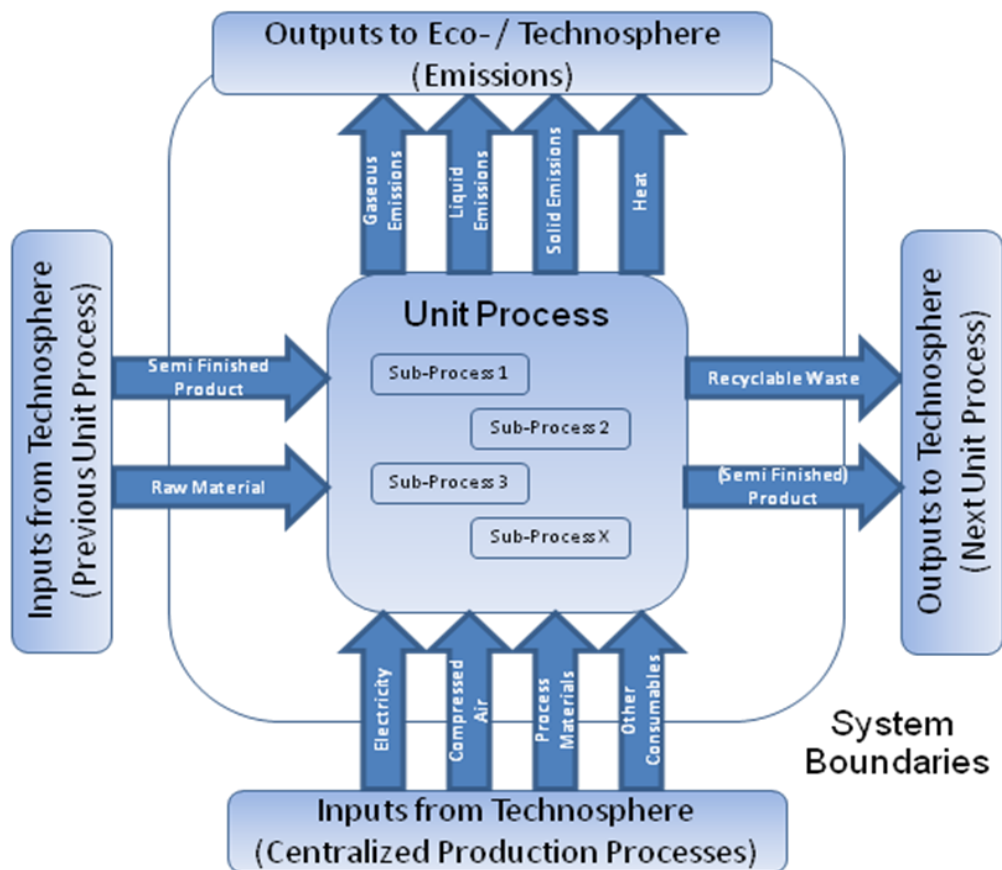 Outputs to Eco- / Technosphere
(Emissions)
Gaseous
Emissions
Liquid
Emissions
Solid Emissions
Heat
Inputs from Technosphere
(Previous Unit Process)
Semi Finished
Product
Raw Material
Unit Process
Sub-Process 1
Sub-Process 2
Sub-Process 3
Sub-Process X
Recyclable Waste
(Semi Finished)
Product
Outputs to Technosphere
(Next Unit Process)
Electricity
Compressed
Air
Process
Materials
Other
Consumables
System
Boundaries
Inputs from Technosphere
(Centralized Production Processes)